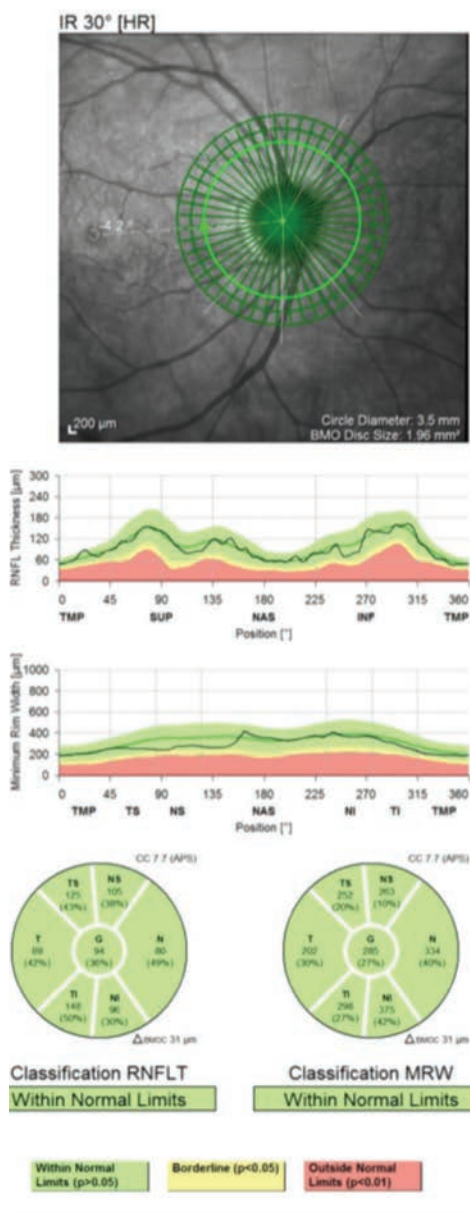 IR 30° [HR]
200 µm
Circle Diameter: 3.5 mm
BMO Disc Size: 1.96 mm²
RNFL Thickness [µm]
300
240
180
120
60
0
0 45 90 135 180 225 270 315 360
TMP SUP NAS INF TMP
Position [°]
Minimum Rim Width [µm]
1000
800
600
400
200
0
0 45 90 135 180 225 270 315 360
TMP TS NS NAS NI TI TMP
Position [°]
CC 7.7 (APS)
TS
125
(43%)
NS
105
(38%)
T
(42%)
G
94
(36%)
N
80
(49%)
TI
148
(50%)
NI
96
(30%)
△BMOC 31 µm
CC 7.7 (APS)
TS
252
(20%)
NS
263
(10%)
T
202
(30%)
G
285
(27%)
N
334
(40%)
TI
298
(27%)
NI
375
(42%)
△BMOC 31 µm
Classification RNFLT
Within Normal Limits
Classification MRW
Within Normal Limits
Within Normal
Limits (p>0.05)
Borderline (p<0.05)
Outside Normal
Limits (p<0.01)